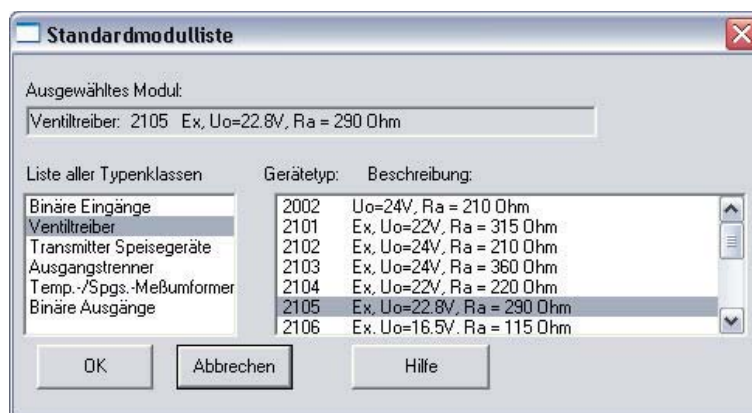 Standardmodulliste
Ausgewähltes Modul:
Ventiltreiber: 2105 Ex, Uo=22.8V, Ra = 290 Ohm
Liste aller Typenklassen Gerätetyp: Beschreibung:
Binäre Eingänge
Ventiltreiber
Transmitter Speisegeräte
Ausgangstrenner
Temp.-/Spgs.-Meßumformer
Binäre Ausgänge
2002 Uo=24V, Ra = 210 Ohm
2101 Ex, Uo=22V, Ra = 315 Ohm
2102 Ex, Uo=24V, Ra = 210 Ohm
2103 Ex, Uo=24V, Ra = 360 Ohm
2104 Ex, Uo=22V, Ra = 220 Ohm
2105 Ex, Uo=22.8V, Ra = 290 Ohm
2106 Ex, Uo=16.5V, Ra = 115 Ohm
OK Abbrechen Hilfe